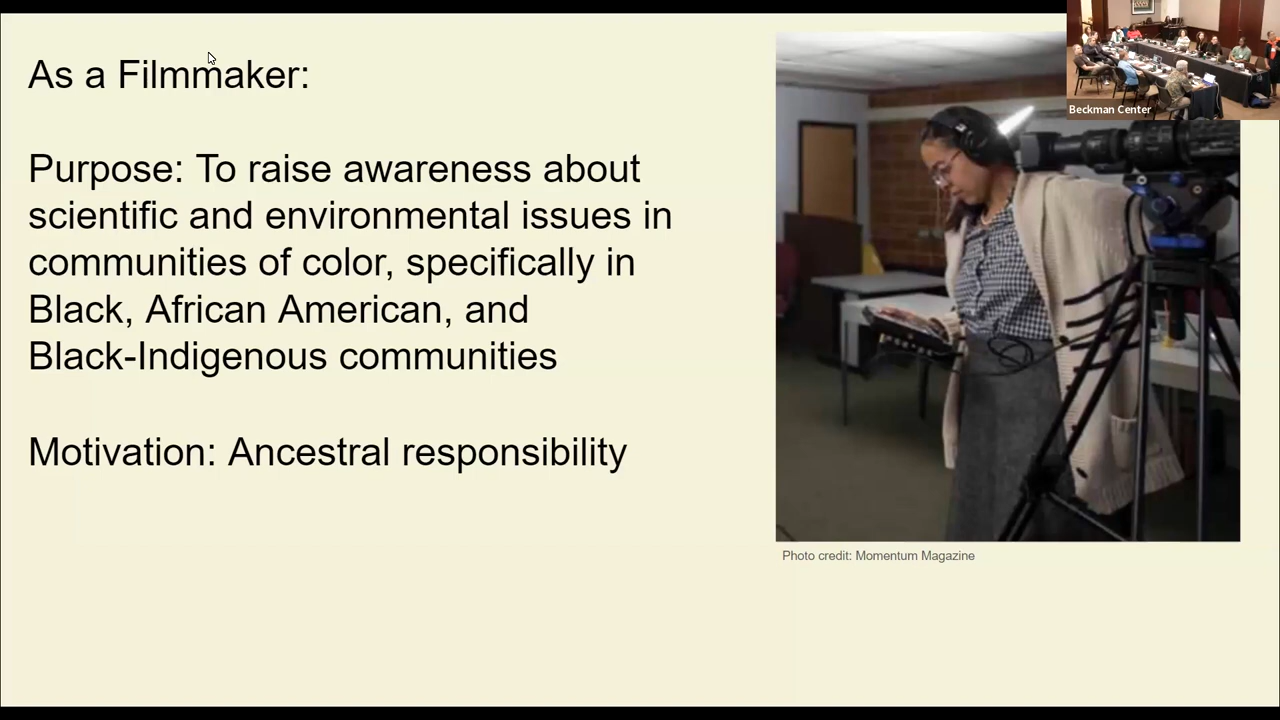 As a Filmmaker:
Purpose: To raise awareness about
scientific and environmental issues in
communities of color, specifically in
Black, African American, and
Black-Indigenous communities
Motivation: Ancestral responsibility
Beckman Center
Photo credit: Momentum Magazine